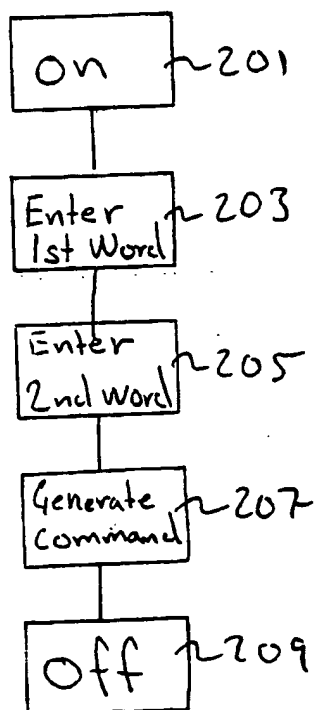 On 201
Enter 203
1st Word
Enter
2nd word 205
Generate 207
Command
Off 209